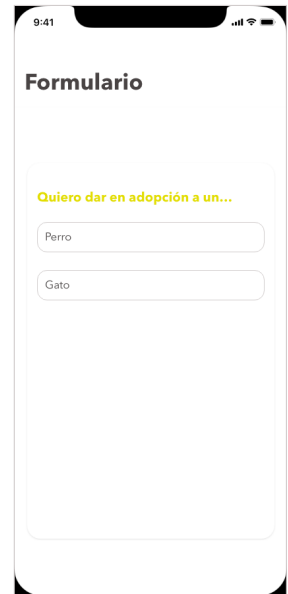 9:41
Formulario
Quiero dar en adopción a un...
Perro
Gato